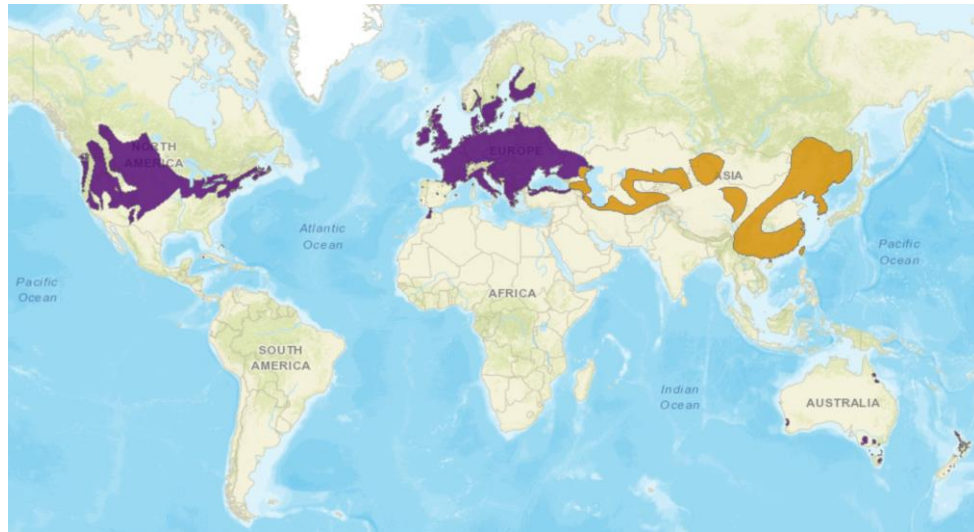 NORTH
AMERICA
EUROPE
ASIA
Atlantic
Ocean
Pacific
Ocean
Pacific
Ocean
AFRICA
SOUTH
AMERICA
Indian
Ocean
AUSTRALIA